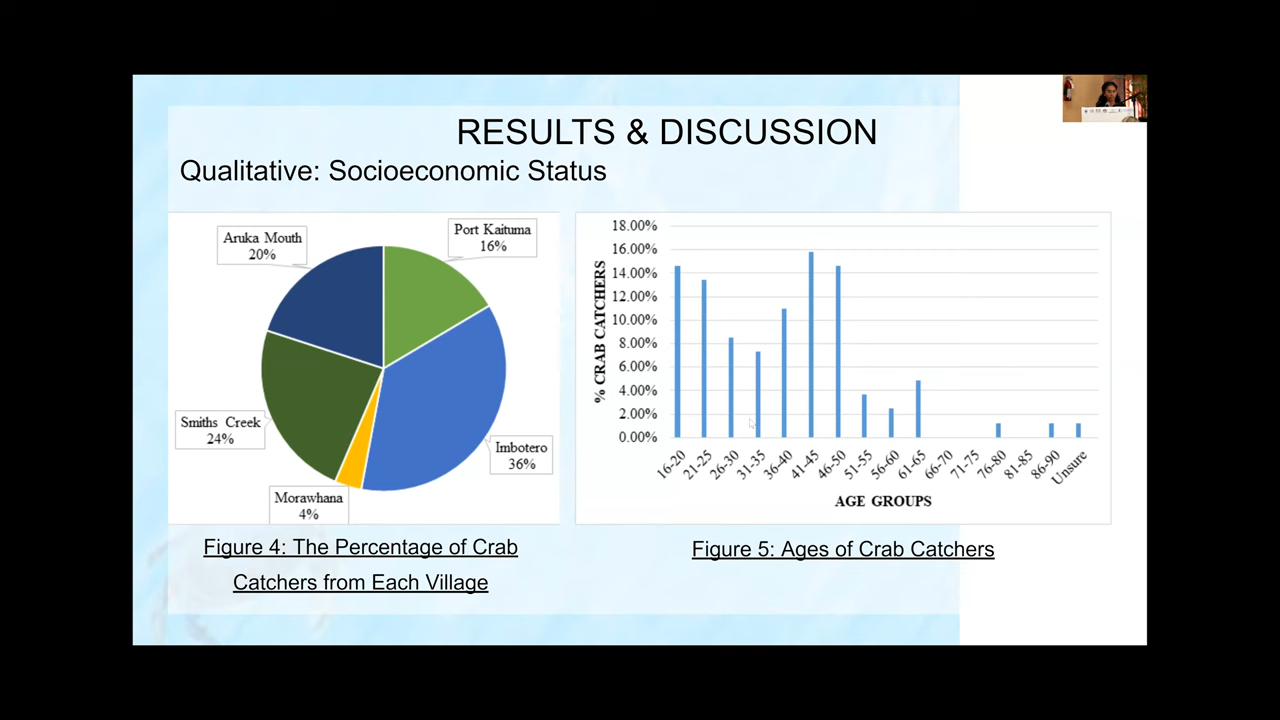 RESULTS & DISCUSSION
Qualitative: Socioeconomic Status
Aruka Mouth
20%
Port Kaituma
16%
Smiths Creek
24%
Imbotero
36%
Morawhana
4%
Figure 4: The Percentage of Crab
Catchers from Each Village
% CRAB CATCHERS
18.00%
16.00%
14.00%
12.00%
10.00%
8.00%
6.00%
4.00%
2.00%
0.00%
16-20
21-25
26-30
31-35
36-40
41-45
46-50
51-55
56-60
61-65
66-70
71-75
76-80
81-85
86-90
Unsure
AGE GROUPS
Figure 5: Ages of Crab Catchers